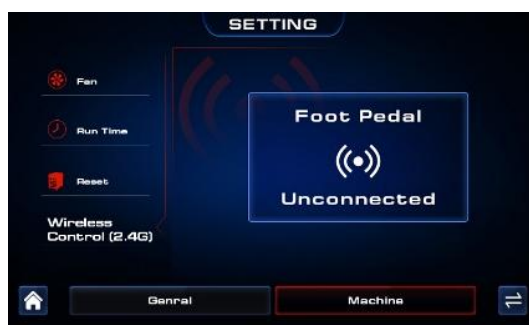 SETTING
Fan
Run Time
Reset
Wireless
Control (2.4G)
Foot Pedal
Unconnected
Genral
Machine